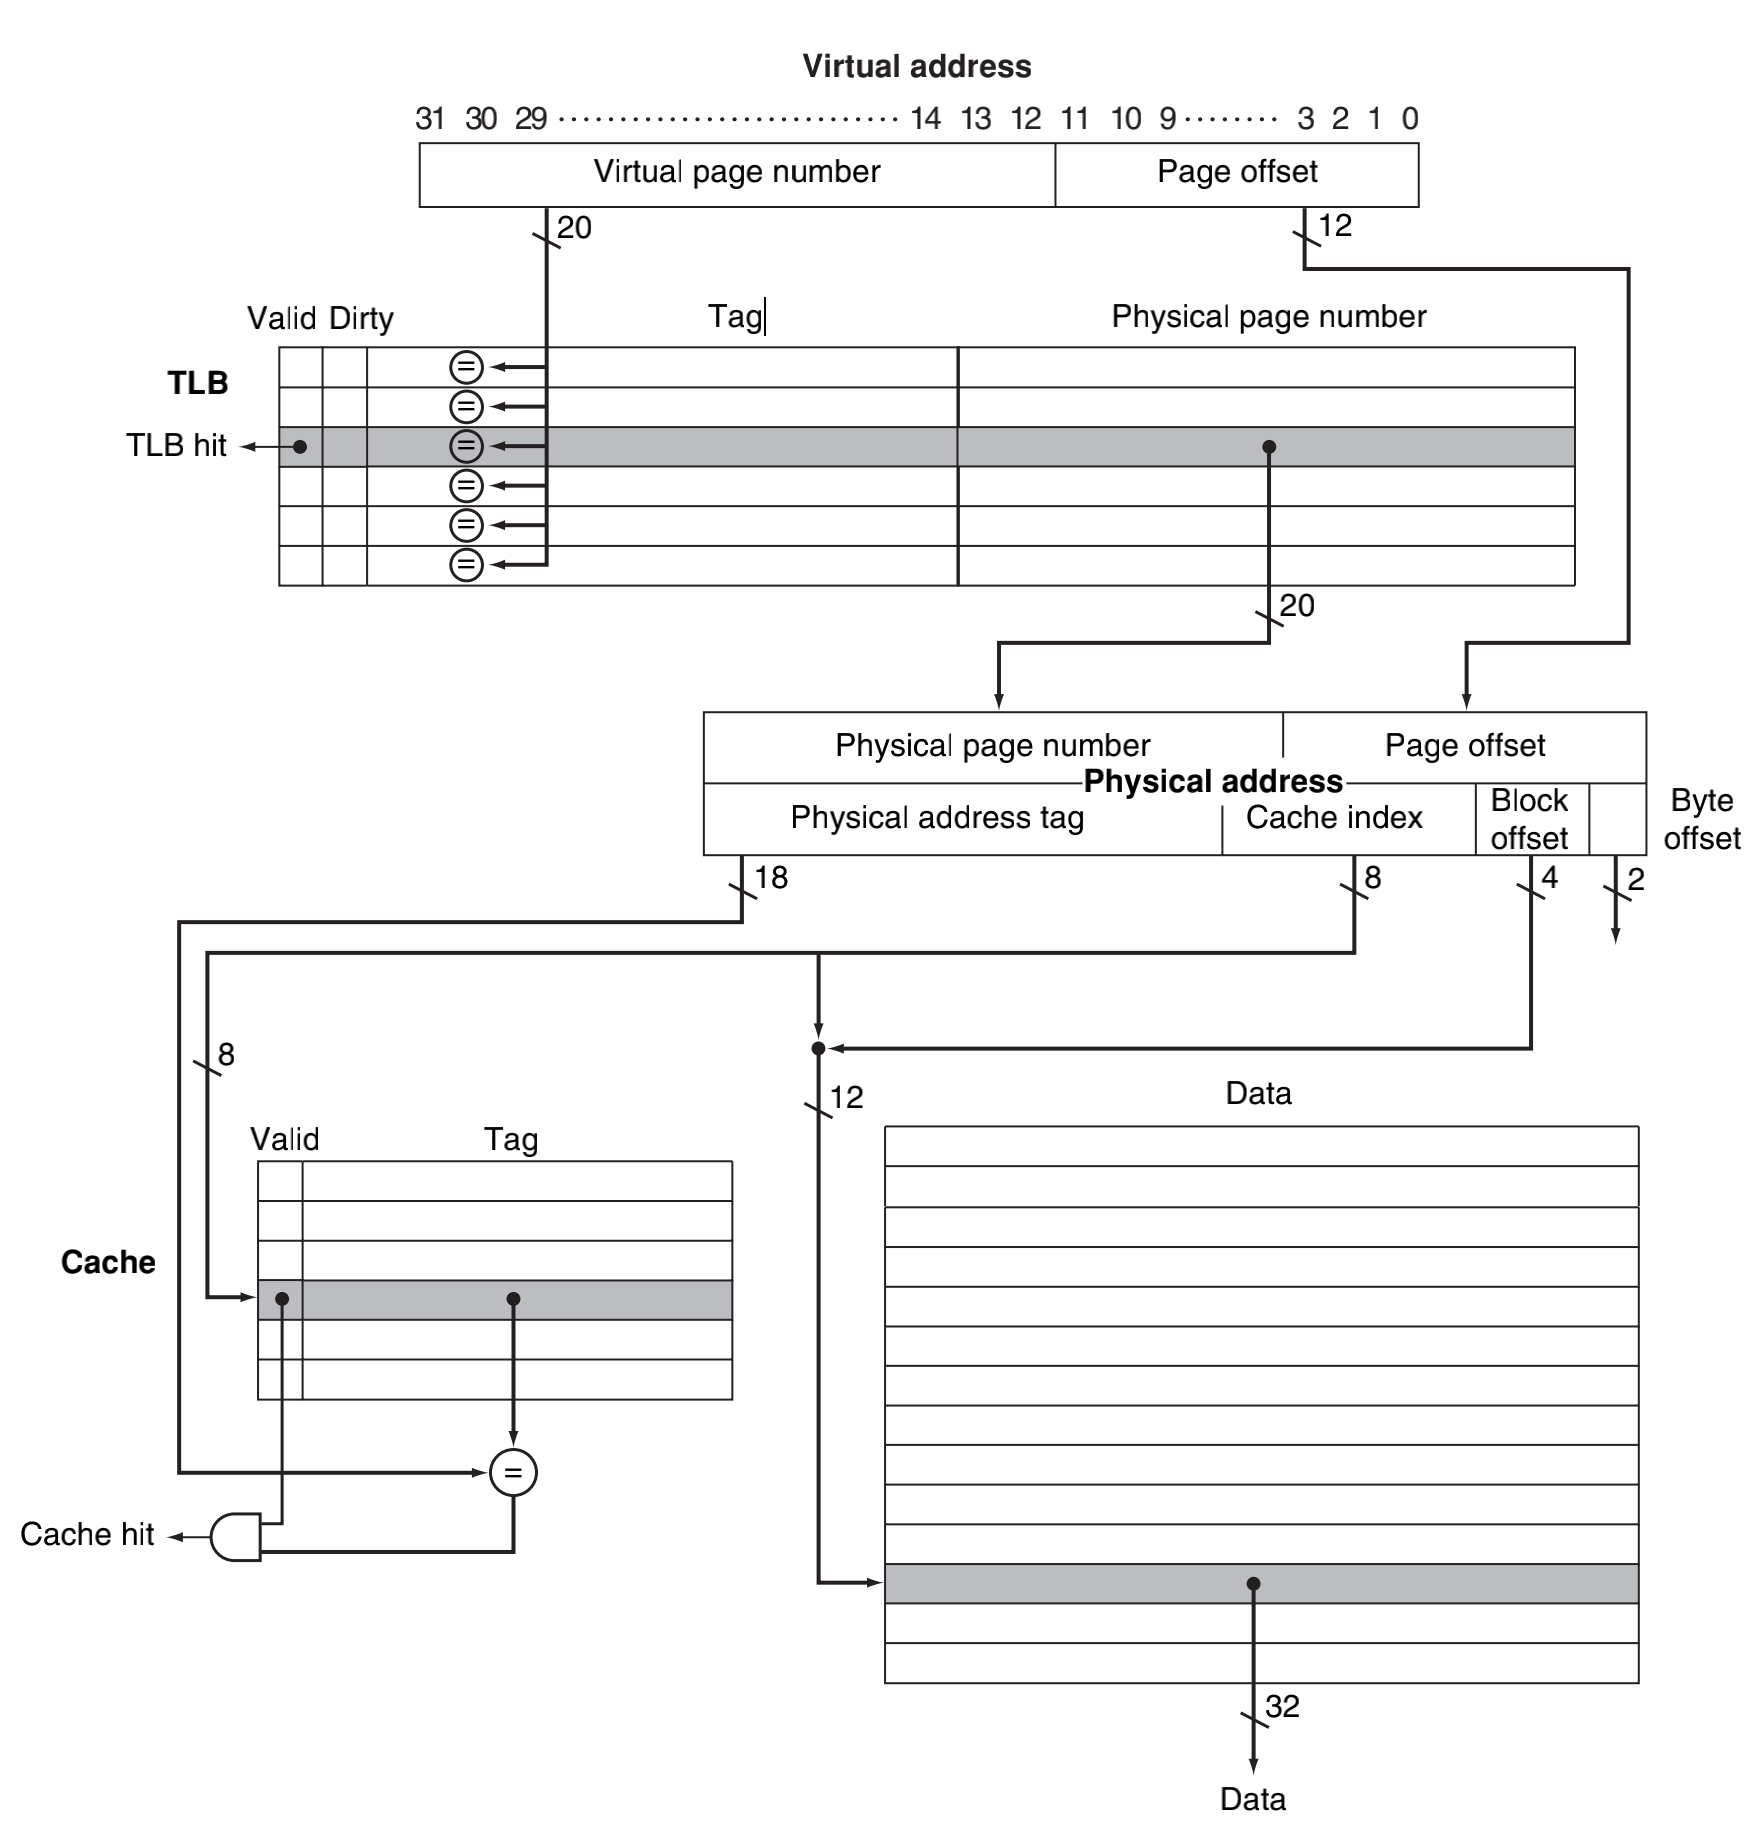 Virtual address
31 30 29 ........................... 14 13 12 11 10 9 ........ 3 2 1 0
Virtual page number Page offset
20 12
Valid Dirty Tag Physical page number
=
TLB
=
TLB hit =
=
=
=
20
Physical page number Page offset
Physical address
Physical address tag Cache index Block offset Byte offset
18 8 4 2
8
12
Data
Valid Tag
Cache
=
Cache hit
32
Data